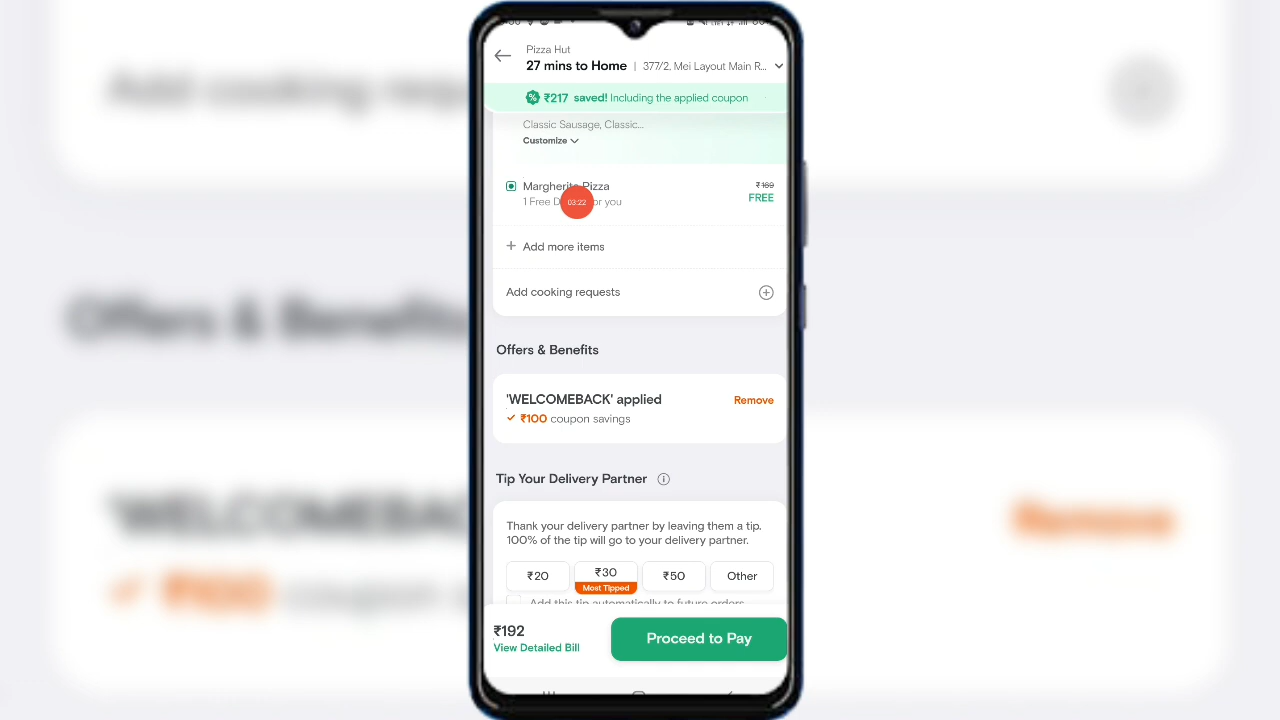 Pizza Hut
27 mins to Home | 377/2, Mei Layout Main R...
₹217 saved! Including the applied coupon
Classic Sausage, Classic...
Customize
Margherita Pizza
₹169
1 Free D or you
FREE
03:22
+ Add more items
Add cooking requests
Offers & Benefits
'WELCOMEBACK' applied
Remove
₹100 coupon savings
Tip Your Delivery Partner
Thank your delivery partner by leaving them a tip.
100% of the tip will go to your delivery partner.
₹20
₹30
₹50
Other
Most Tipped
Add this tip automatically to future orders
₹192
View Detailed Bill
Proceed to Pay
Add cooking requ
Offers & Benefits
'WELCOMEBAC
Remove
₹100 coupon